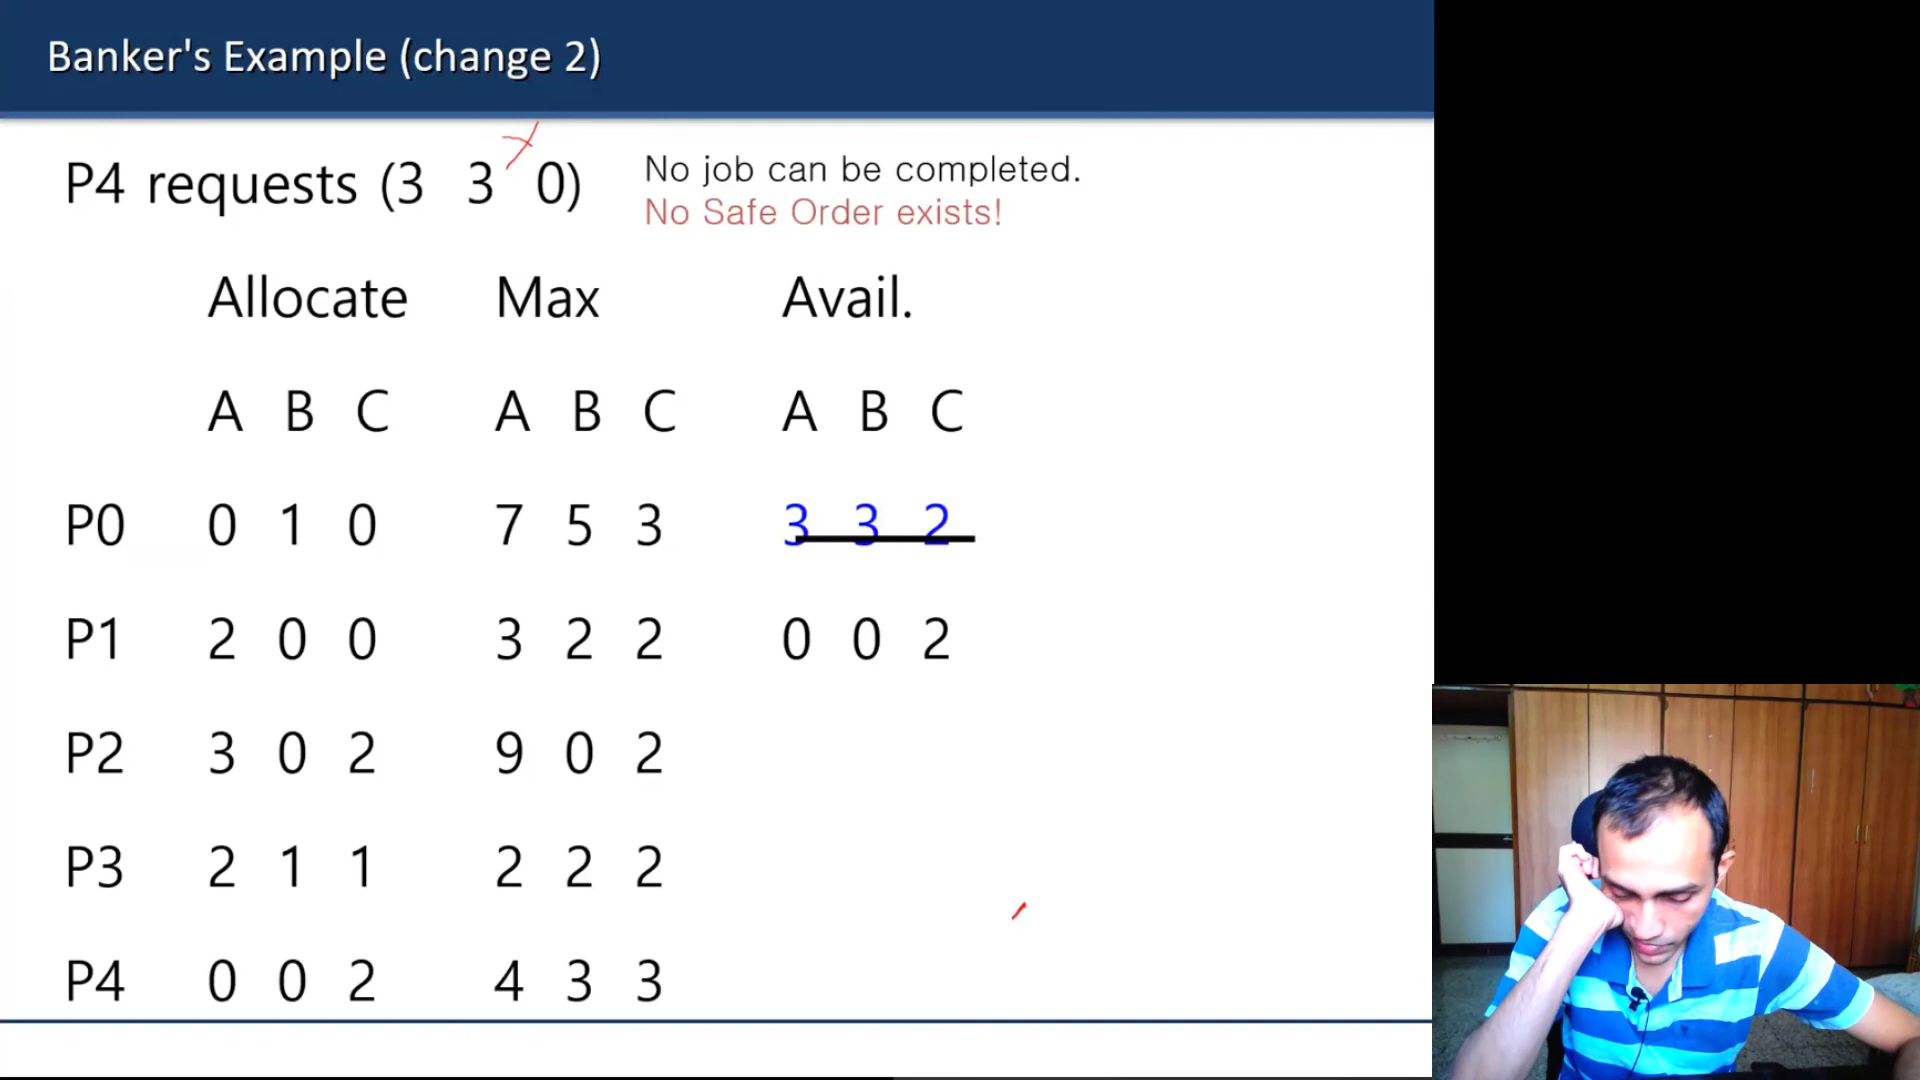 Banker's Example (change 2)
P4 requests (3 3 0)
No job can be completed.
No Safe Order exists!
Allocate Max Avail.
A B C A B C A B C
P0 0 1 0 7 5 3 3 3 2
P1 2 0 0 3 2 2 0 0 2
P2 3 0 2 9 0 2
P3 2 1 1 2 2 2
P4 0 0 2 4 3 3